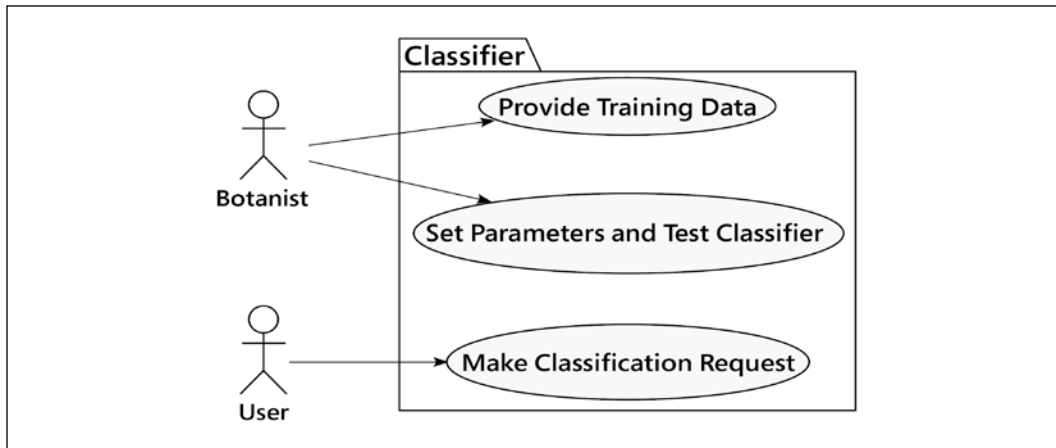 Classifier
Provide Training Data
Botanist
Set Parameters and Test Classifier
Make Classification Request
User